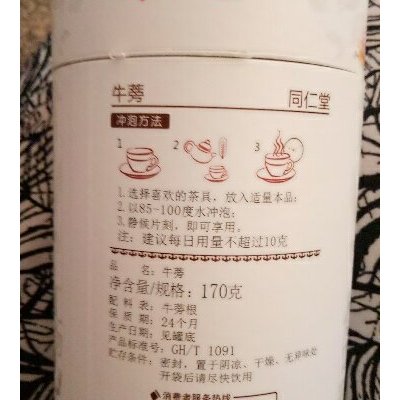 牛蒡 同仁堂
冲泡方法
1 2 3
1.选择喜欢的茶具，放入适量本品；
2.以85-100度水冲泡；
3.静候片刻，即可享用。
注：建议每日用量不超过10克
品　名：牛蒡
净含量/规格：170克
配 料 表：牛蒡根
保 质 期：24个月
生产日期：见罐底
产品标准号：GH/T 1091
贮存条件：密封，置于阴凉、干燥、无异味处
开袋后请尽快饮用
消费者服务热线